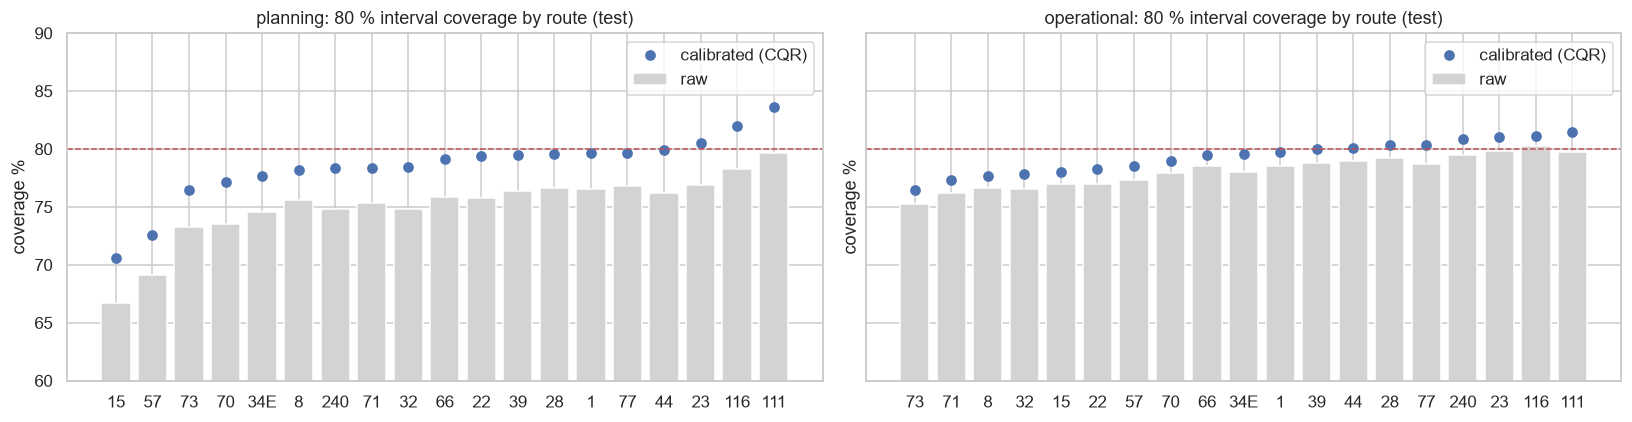 planning: 80 % interval coverage by route (test)
calibrated (CQR)
raw
coverage %
90
85
80
75
70
65
60
15 57 73 70 34E 8 240 71 32 66 22 39 28 1 77 44 23 116 111
operational: 80 % interval coverage by route (test)
calibrated (CQR)
raw
coverage %
73 71 8 32 15 22 57 70 66 34E 1 39 44 28 77 240 23 116 111